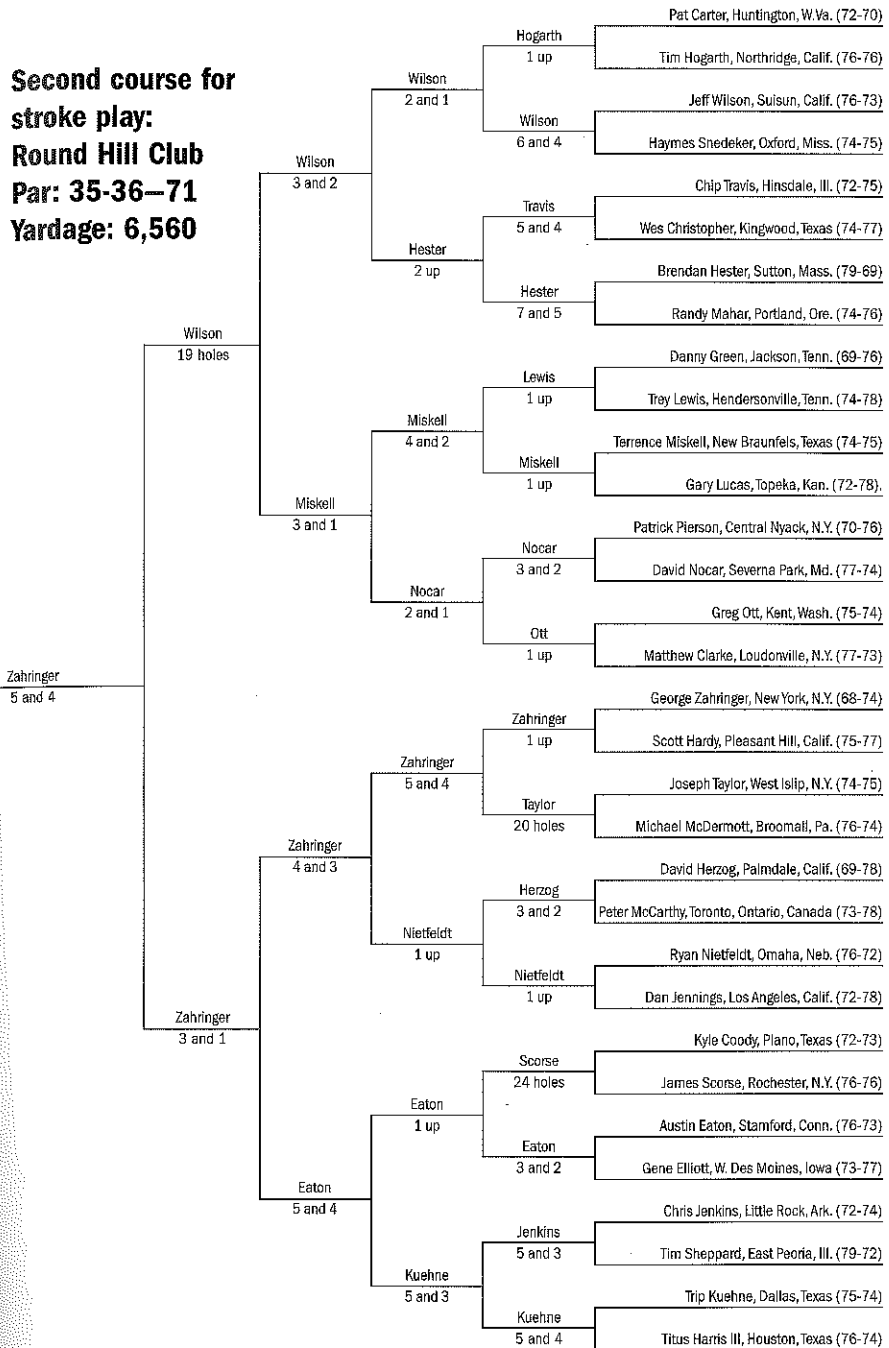 Second course for
stroke play:
Round Hill Club
Par: 35-36—71
Yardage: 6,560
Pat Carter, Huntington, W.Va. (72-70)
Hogarth
1 up
Tim Hogarth, Northridge, Calif. (76-76)
Wilson
2 and 1
Jeff Wilson, Suisun, Calif. (76-73)
Wilson
6 and 4
Haymes Snedeker, Oxford, Miss. (74-75)
Wilson
3 and 2
Chip Travis, Hinsdale, Ill. (72-75)
Travis
5 and 4
Wes Christopher, Kingwood, Texas (74-77)
Hester
2 up
Brendan Hester, Sutton, Mass. (79-69)
Hester
7 and 5
Randy Mahar, Portland, Ore. (74-76)
Wilson
19 holes
Danny Green, Jackson, Tenn. (69-76)
Lewis
1 up
Trey Lewis, Hendersonville, Tenn. (74-78)
Miskell
4 and 2
Terrence Miskell, New Braunfels, Texas (74-75)
Miskell
1 up
Gary Lucas, Topeka, Kan. (72-78).
Miskell
3 and 1
Patrick Pierson, Central Nyack, N.Y. (70-76)
Nocar
3 and 2
David Nocar, Severna Park, Md. (77-74)
Nocar
2 and 1
Greg Ott, Kent, Wash. (75-74)
Ott
1 up
Matthew Clarke, Loudonville, N.Y. (77-73)
Zahringer
5 and 4
George Zahringer, New York, N.Y. (68-74)
Zahringer
1 up
Scott Hardy, Pleasant Hill, Calif. (75-77)
Zahringer
5 and 4
Joseph Taylor, West Islip, N.Y. (74-75)
Taylor
20 holes
Michael McDermott, Broomall, Pa. (76-74)
Zahringer
4 and 3
David Herzog, Palmdale, Calif. (69-78)
Herzog
3 and 2
Peter McCarthy, Toronto, Ontario, Canada (73-78)
Nietfeldt
1 up
Ryan Nietfeldt, Omaha, Neb. (76-72)
Nietfeldt
1 up
Dan Jennings, Los Angeles, Calif. (72-78)
Zahringer
3 and 1
Kyle Coody, Plano, Texas (72-73)
Scorse
24 holes
James Scorse, Rochester, N.Y. (76-76)
Eaton
1 up
Austin Eaton, Stamford, Conn. (76-73)
Eaton
3 and 2
Gene Elliott, W. Des Moines, Iowa (73-77)
Eaton
5 and 4
Chris Jenkins, Little Rock, Ark. (72-74)
Jenkins
5 and 3
Tim Sheppard, East Peoria, Ill. (79-72)
Kuehne
5 and 3
Trip Kuehne, Dallas, Texas (75-74)
Kuehne
5 and 4
Titus Harris III, Houston, Texas (76-74)